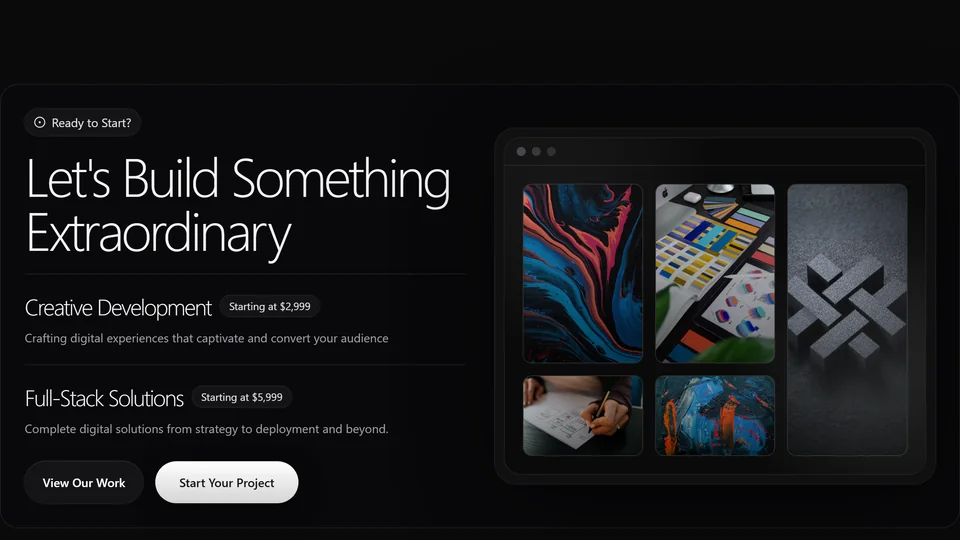 Ready to Start?
Let's Build Something
Extraordinary
Creative Development
Starting at $2,999
Crafting digital experiences that captivate and convert your audience
Full-Stack Solutions
Starting at $5,999
Complete digital solutions from strategy to deployment and beyond.
View Our Work
Start Your Project